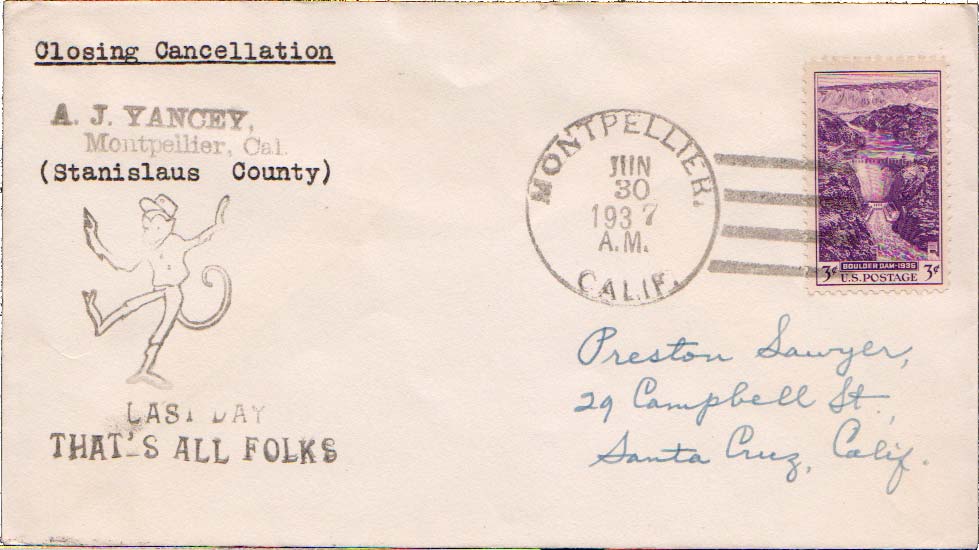 Closing Cancellation
A. J. YANCEY,
Montpellier, Cal.
(Stanislaus County)
LAST DAY
THAT'S ALL FOLKS
MONTPELLIER.
JUN
30
1937
A.M.
CALIF.
BOULDER DAM-1935
3¢ U.S. POSTAGE 3¢
Preston Sawyer,
29 Campbell St.,
Santa Cruz, Calif.